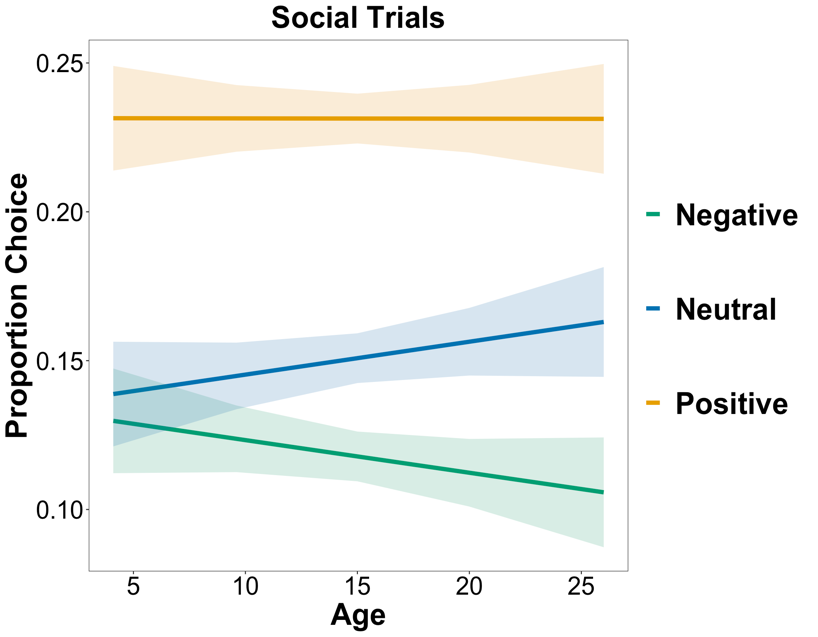 Social Trials
Proportion Choice
0.25
0.20
0.15
0.10
5 10 15 20 25
Age
Negative
Neutral
Positive